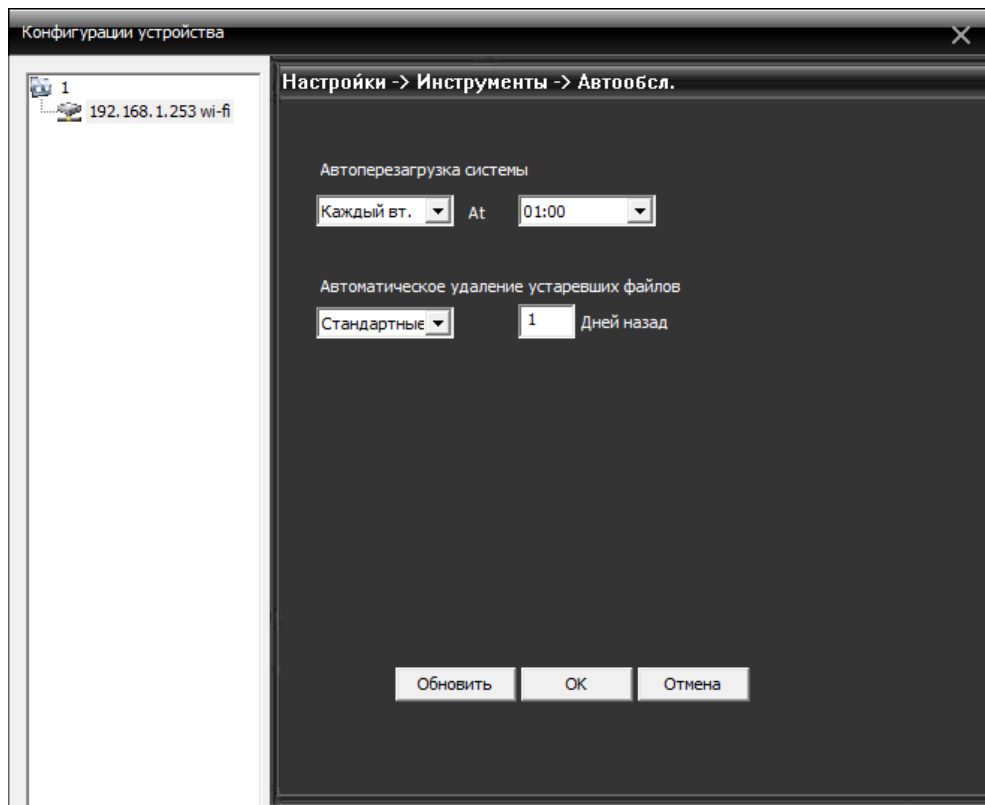 Конфигурации устройства
1
192.168.1.253 wi-fi
Настройки -> Инструменты -> Автообсл.
Автоперезагрузка системы
Каждый вт. At 01:00
Автоматическое удаление устаревших файлов
Стандартные 1 Дней назад
Обновить OK Отмена